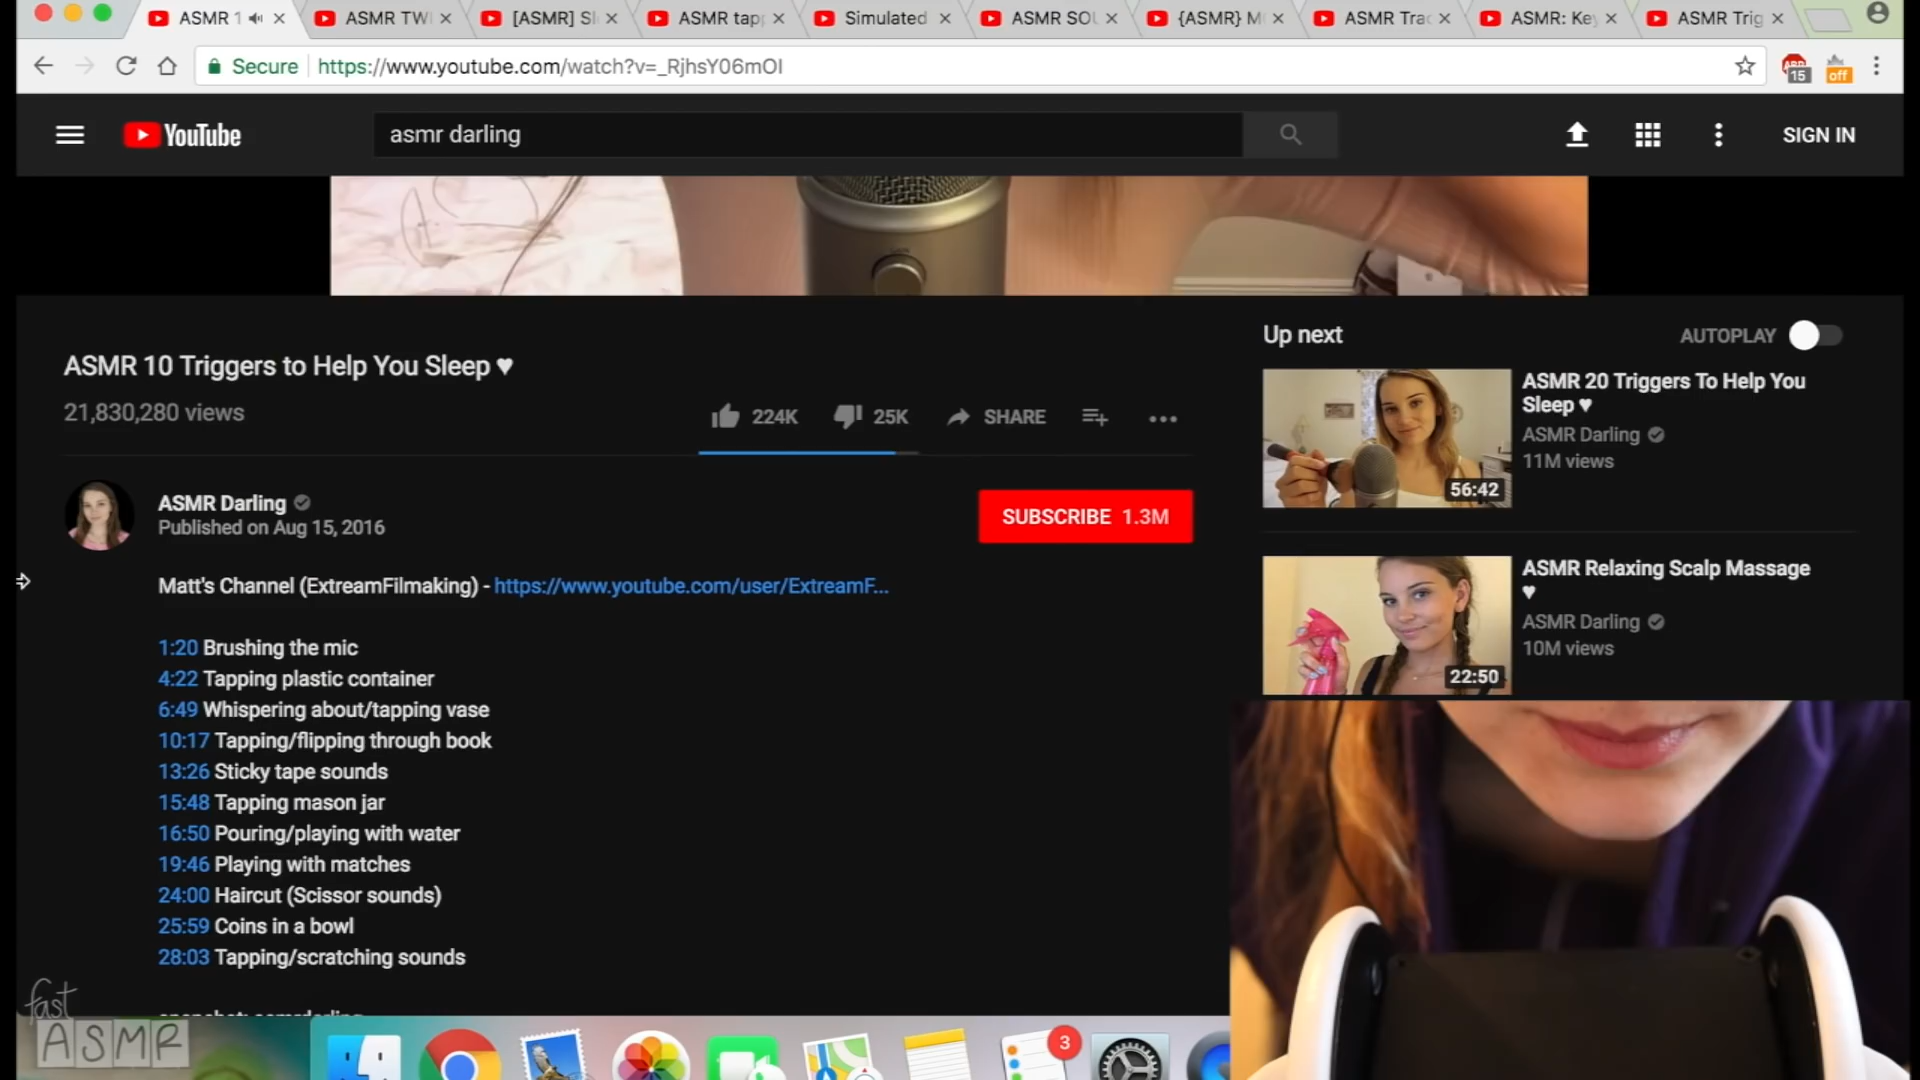 ASMR 1
ASMR TW
[ASMR] Sl
ASMR tap
Simulated
ASMR SOU
{ASMR} M
ASMR Tra
ASMR: Key
ASMR Trig
Secure
https://www.youtube.com/watch?v=_RjhsY06mOI
ABP
15
off
YouTube
asmr darling
SIGN IN
ASMR 10 Triggers to Help You Sleep ♥
21,830,280 views
224K
25K
SHARE
ASMR Darling
Published on Aug 15, 2016
SUBSCRIBE 1.3M
Matt's Channel (ExtreamFilmaking) - https://www.youtube.com/user/ExtreamF...
1:20 Brushing the mic
4:22 Tapping plastic container
6:49 Whispering about/tapping vase
10:17 Tapping/flipping through book
13:26 Sticky tape sounds
15:48 Tapping mason jar
16:50 Pouring/playing with water
19:46 Playing with matches
24:00 Haircut (Scissor sounds)
25:59 Coins in a bowl
28:03 Tapping/scratching sounds
Up next
AUTOPLAY
ASMR 20 Triggers To Help You
Sleep ♥
ASMR Darling
11M views
56:42
ASMR Relaxing Scalp Massage
♥
ASMR Darling
10M views
22:50
fast
ASMR
3